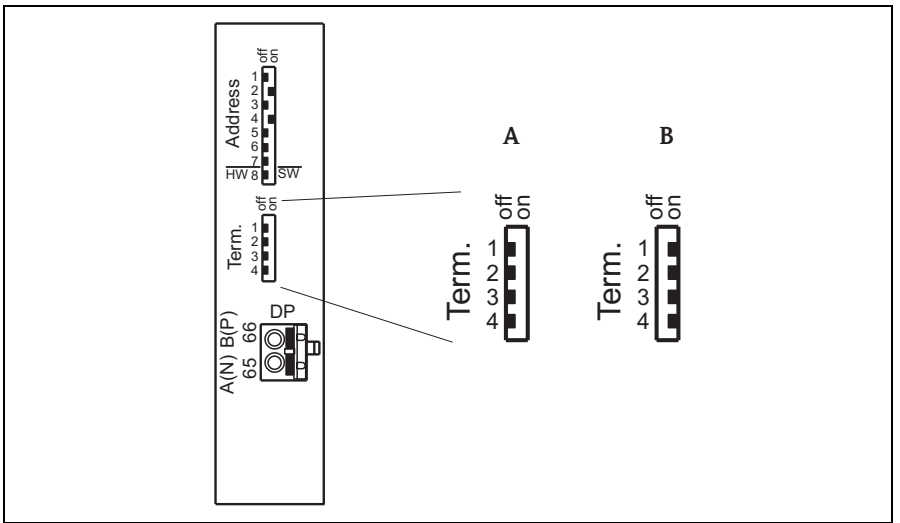 off
on
Address
1
2
3
4
5
6
7
HW 8 SW
off
on
Term.
1
2
3
4
DP
B(P) 66
A(N) 65
A
off
on
Term.
1
2
3
4
B
off
on
Term.
1
2
3
4